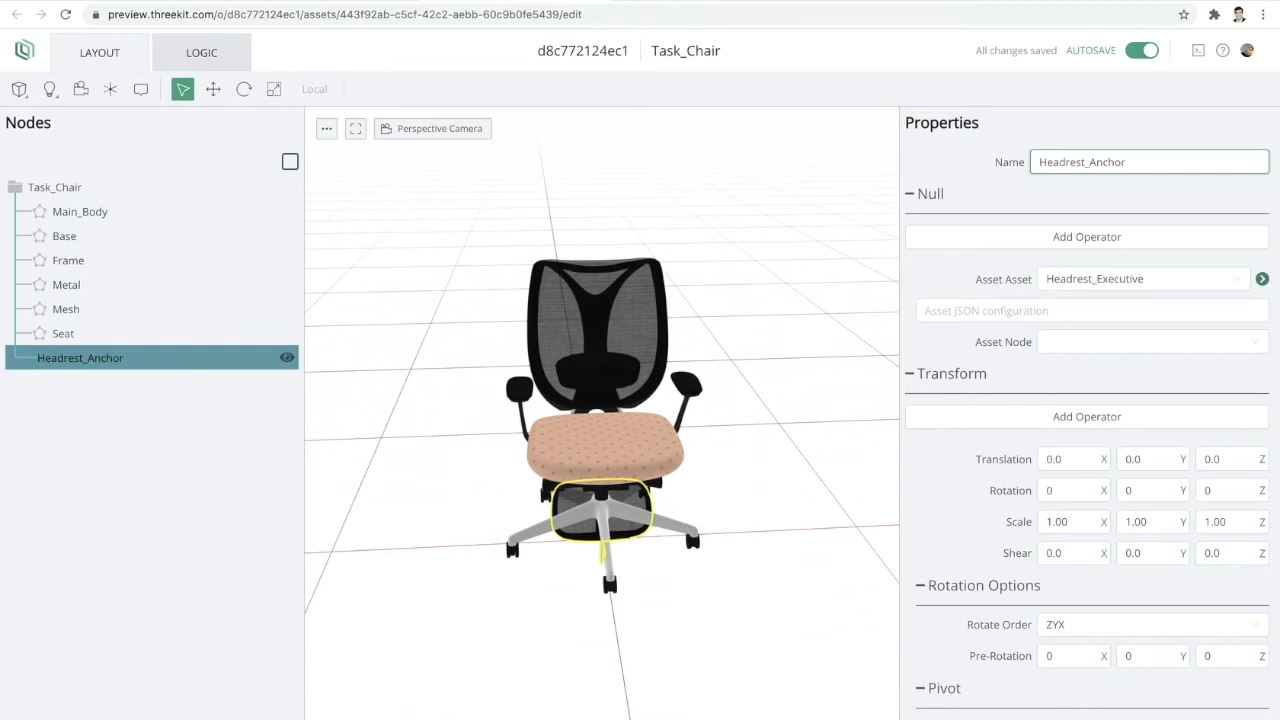 preview.threekit.com/o/d8c772124ec1/assets/443f92ab-c5cf-42c2-aebb-60c9b0fe5439/edit
LAYOUT
LOGIC
d8c772124ec1
Task_Chair
All changes saved
AUTOSAVE
Local
Nodes
Task_Chair
Main_Body
Base
Frame
Metal
Mesh
Seat
Headrest_Anchor
Perspective Camera
Properties
Name Headrest_Anchor
Null
Add Operator
Asset Asset Headrest_Executive
Asset JSON configuration
Asset Node
Transform
Add Operator
Translation 0.0 X 0.0 Y 0.0 Z
Rotation 0 X 0 Y 0 Z
Scale 1.00 X 1.00 Y 1.00 Z
Shear 0.0 X 0.0 Y 0.0 Z
Rotation Options
Rotate Order ZYX
Pre-Rotation 0 X 0 Y 0 Z
Pivot